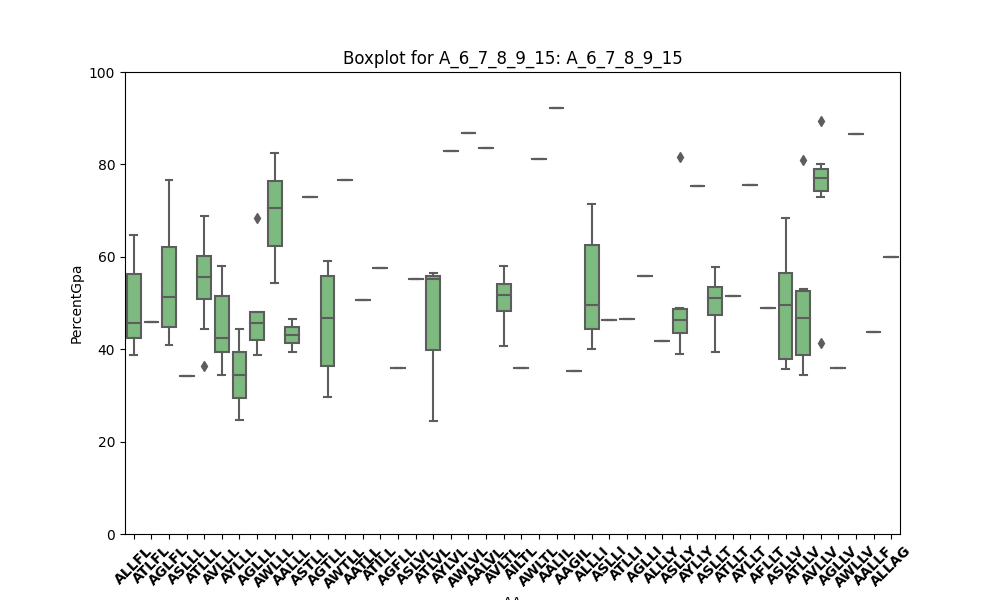 Boxplot for A_6_7_8_9_15: A_6_7_8_9_15
100
80
60
40
20
0
PercentGpa
ALLFL
ATLFL
AGLFL
ASLLL
ATLLL
AVLLL
AYLLL
AGLLL
AWLLL
AALLL
ASTLL
AGTLL
AWTLL
AATLL
ATILL
AGFLL
ASLVL
ATLVL
AYLVL
AWLVL
AALVL
AVLTL
AILTL
AWLTL
AALIL
AAGIL
ALLLI
ASLLI
ATLLI
AGLLI
ALLLY
ASLLY
AYLLY
ASLLT
ATLLT
AYLLT
AFLLT
ASLLV
ATLLV
AVLLV
AGLLV
AWLLV
AALLF
ALLAG